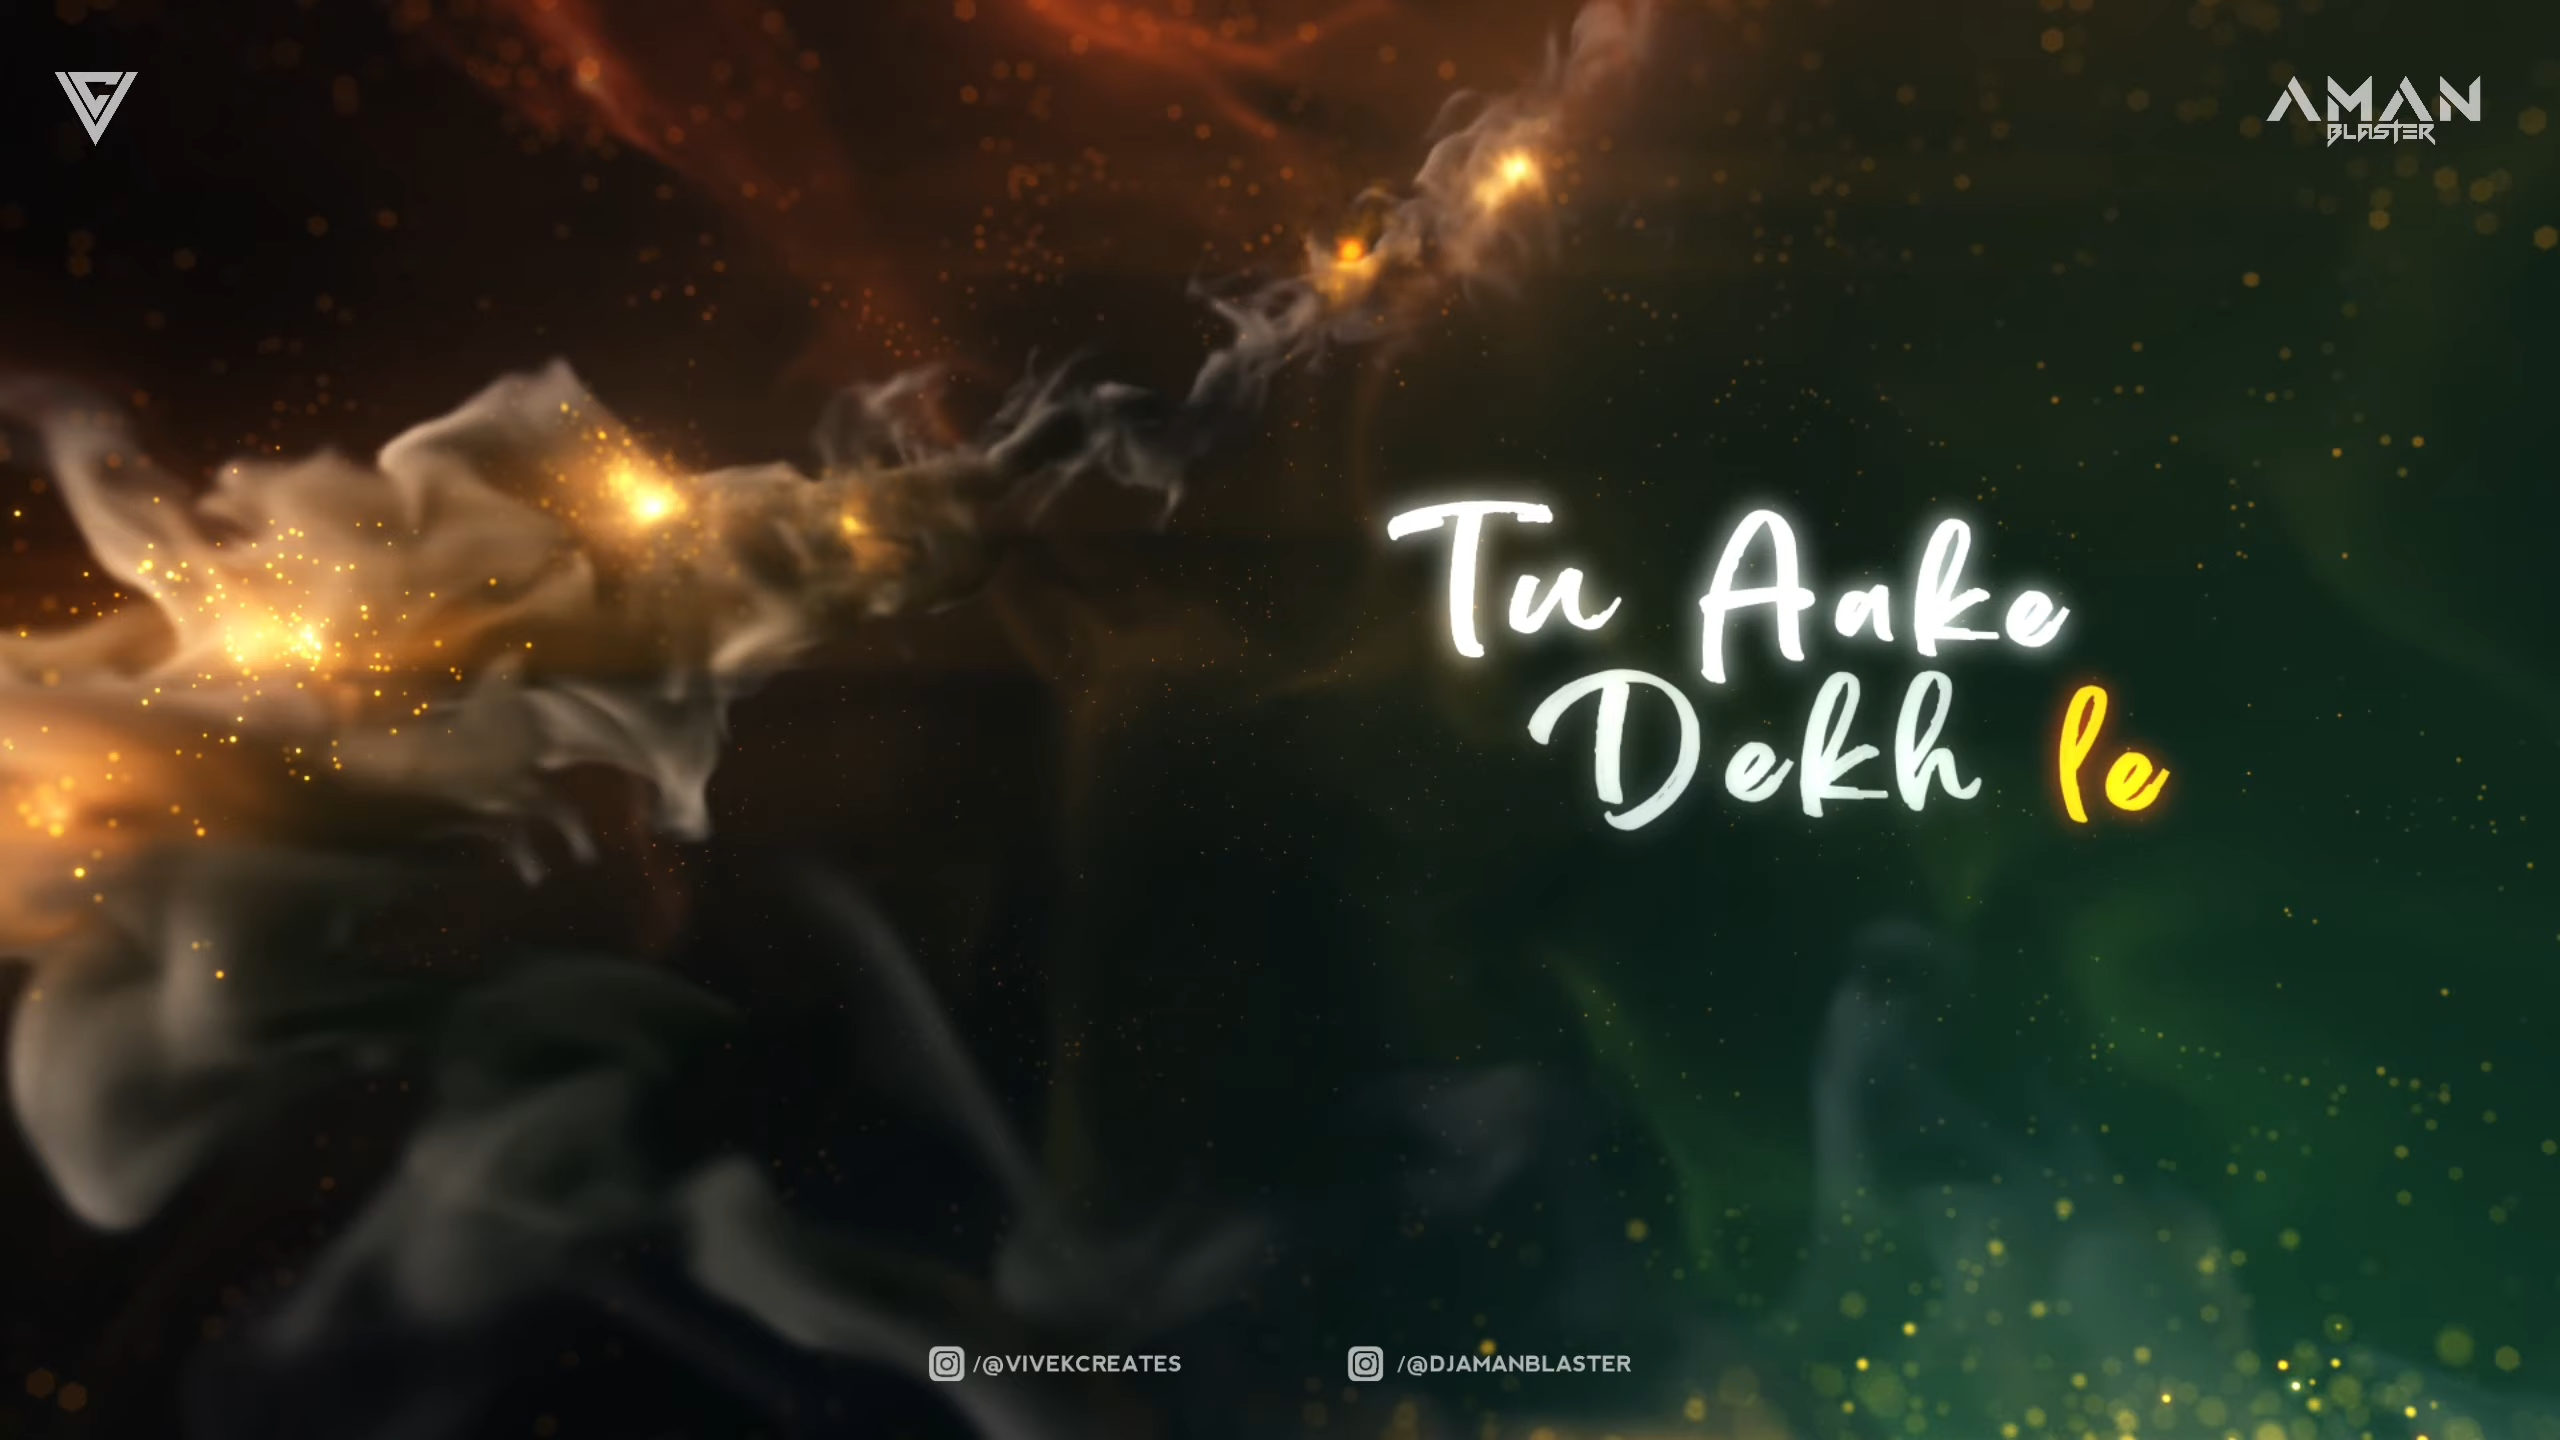 AMAN
BLASTER
Tu Aake
Dekh le
/@VIVEKCREATES
/@DJAMANBLASTER